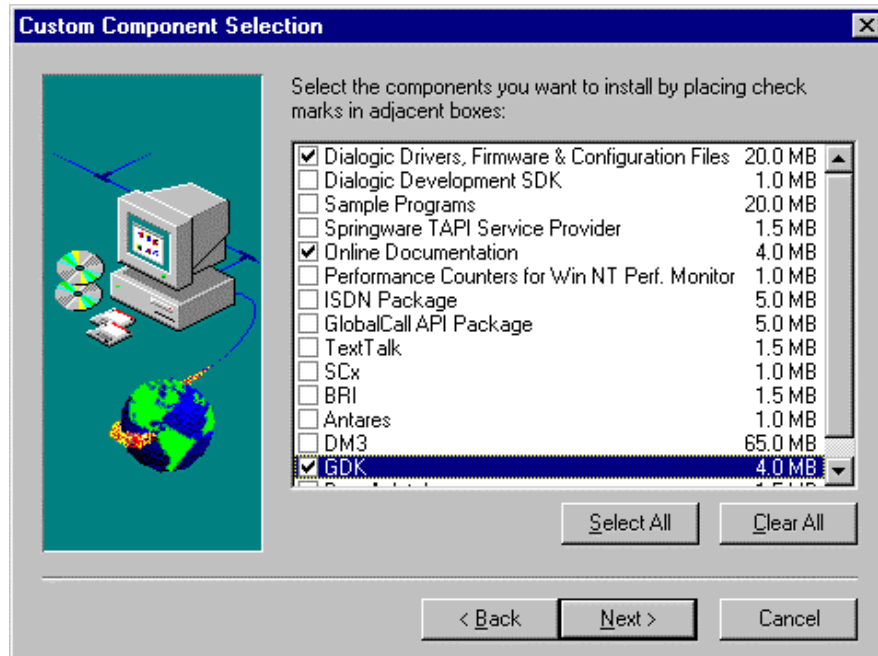 Custom Component Selection
Select the components you want to install by placing check
marks in adjacent boxes:
Dialogic Drivers, Firmware & Configuration Files 20.0 MB
Dialogic Development SDK 1.0 MB
Sample Programs 20.0 MB
Springware TAPI Service Provider 1.5 MB
Online Documentation 4.0 MB
Performance Counters for Win NT Perf. Monitor 1.0 MB
ISDN Package 5.0 MB
GlobalCall API Package 5.0 MB
TextTalk 1.5 MB
SCx 1.0 MB
BRI 1.5 MB
Antares 1.0 MB
DM3 65.0 MB
GDK 4.0 MB
Select All Clear All
< Back Next > Cancel